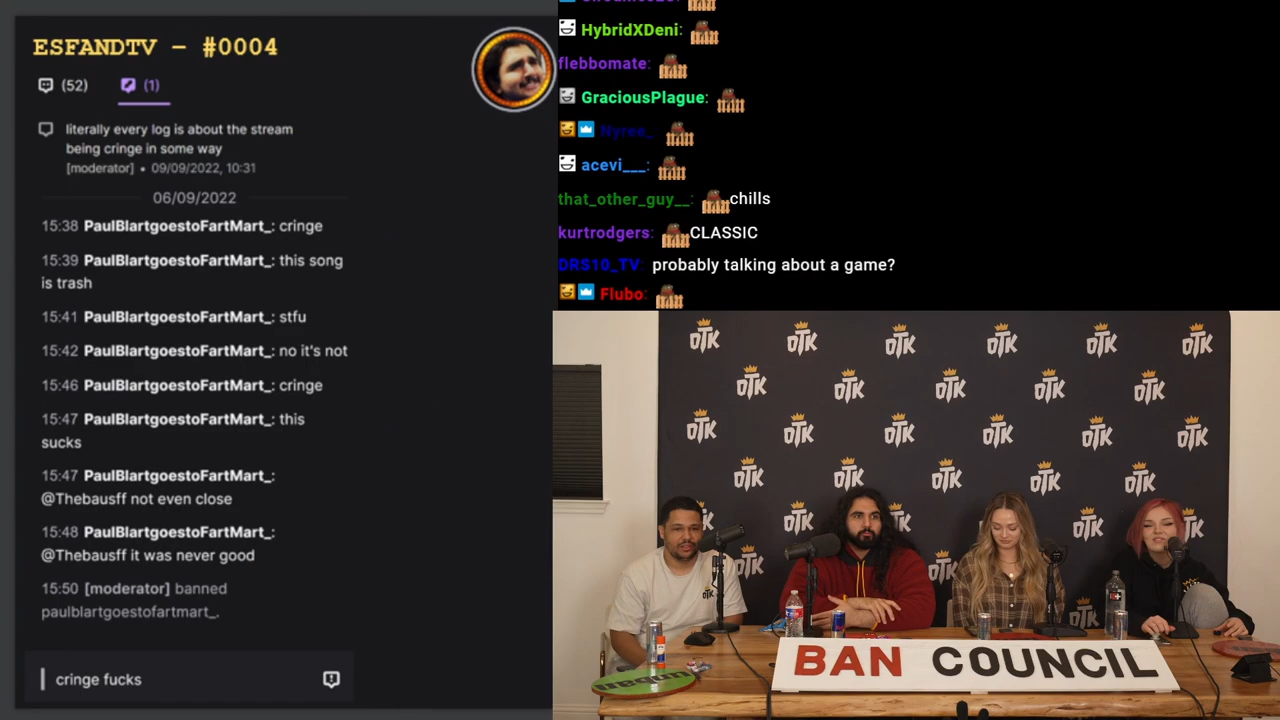 ESFANDTV – #0004
(52)
(1)
literally every log is about the stream
being cringe in some way
[moderator] • 09/09/2022, 10:31
06/09/2022
15:38 PaulBlartgoestoFartMart_: cringe
15:39 PaulBlartgoestoFartMart_: this song
is trash
15:41 PaulBlartgoestoFartMart_: stfu
15:42 PaulBlartgoestoFartMart_: no it's not
15:46 PaulBlartgoestoFartMart_: cringe
15:47 PaulBlartgoestoFartMart_: this
sucks
15:47 PaulBlartgoestoFartMart_:
@Thebausff not even close
15:48 PaulBlartgoestoFartMart_:
@Thebausff it was never good
15:50 [moderator] banned
paulblartgoestofartmart_.
cringe fucks
HybridXDeni:
flebbomate:
GraciousPlague:
Nyree_:
acevi___:
that_other_guy__: chills
kurtrodgers: CLASSIC
DRS10_TV: probably talking about a game?
Flubo:
OTK
BAN COUNCIL
unban